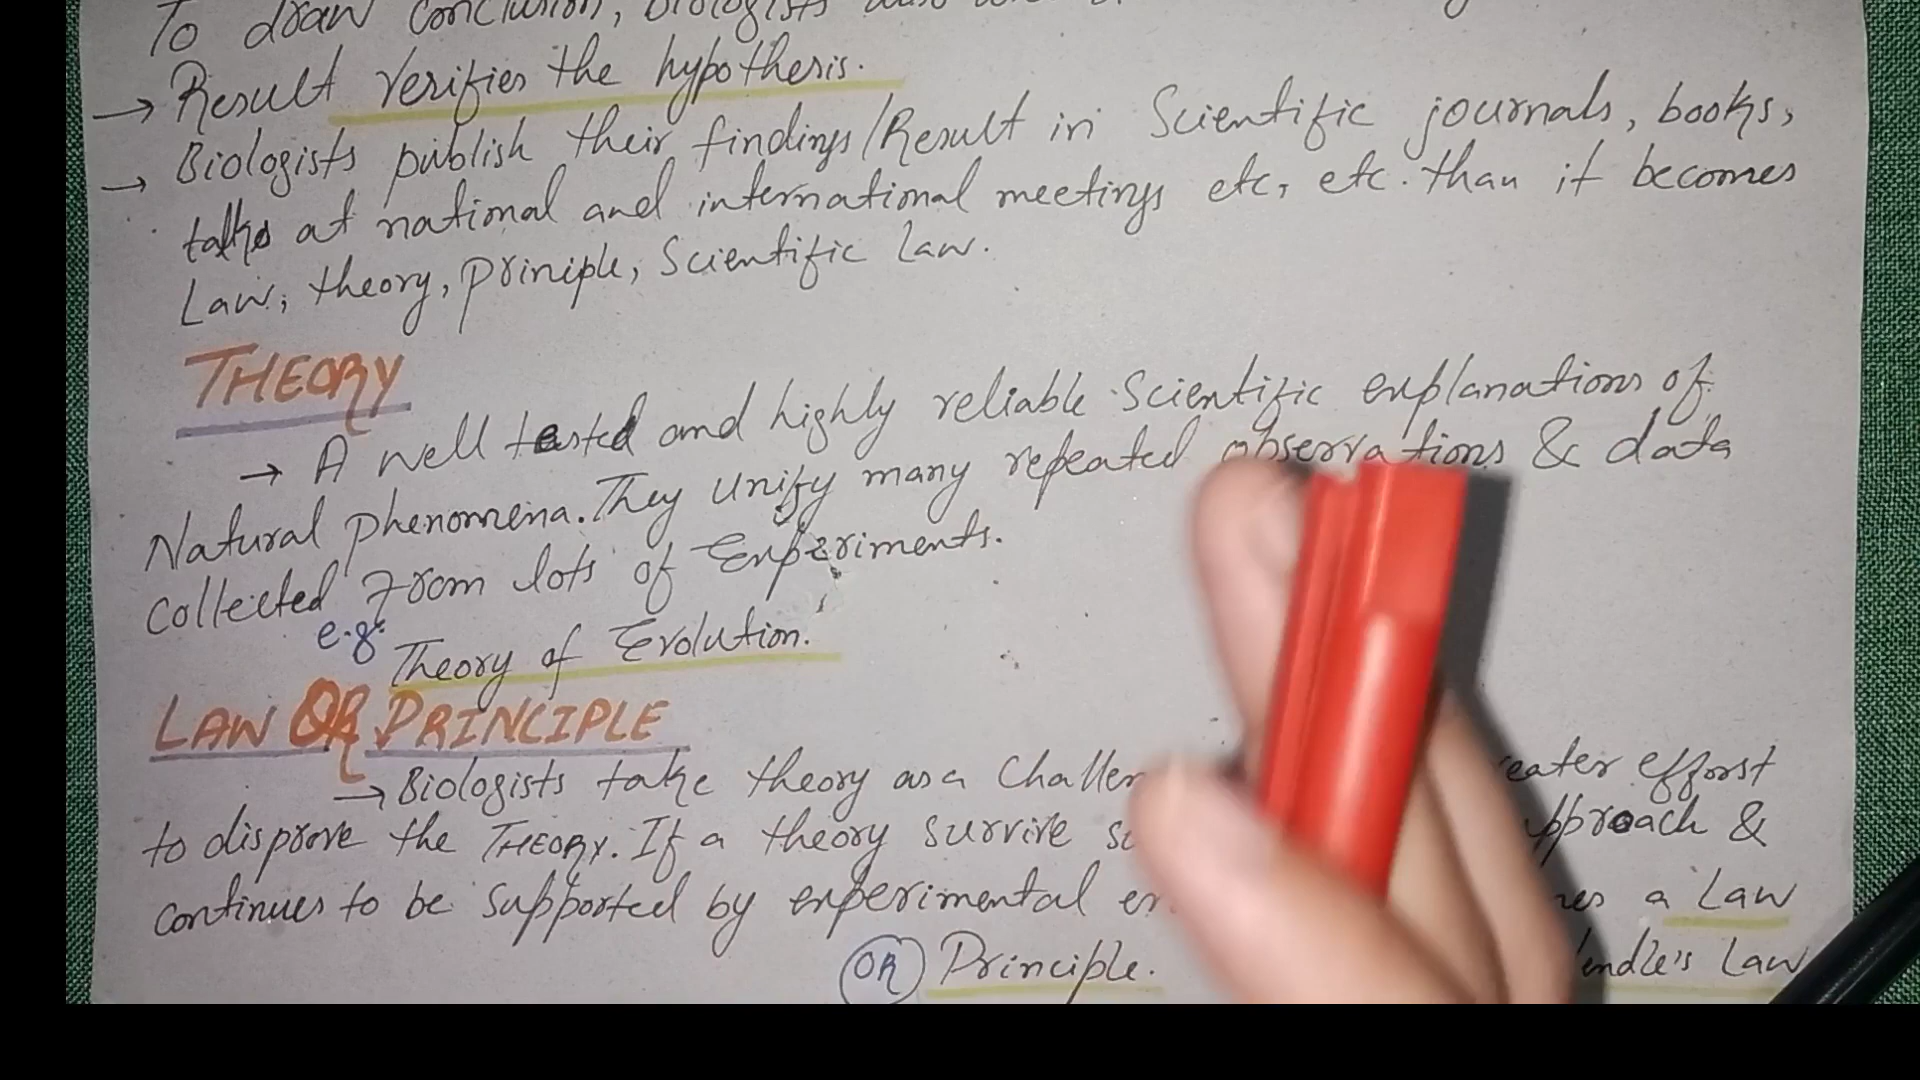 To draw conclusion, biologists
→ Result verifies the hypothesis.
→ Biologists publish their findings/Result in Scientific journals, books,
talks at national and international meetings etc, etc. than it becomes
Law, theory, priniple, Scientific Law.
THEORY
→ A well tested and highly reliable Scientific explanations of
Natural phenomena. They unify many repeated observations & data
collected from lots of Experiments.
e.g:
Theory of Evolution.
LAW OR PRINCIPLE
→ Biologists take theory as a Challen eater effort
to disprove the THEORY. If a theory survive s pproach &
continues to be supported by experimental a Law
OR Principle. endle's Law